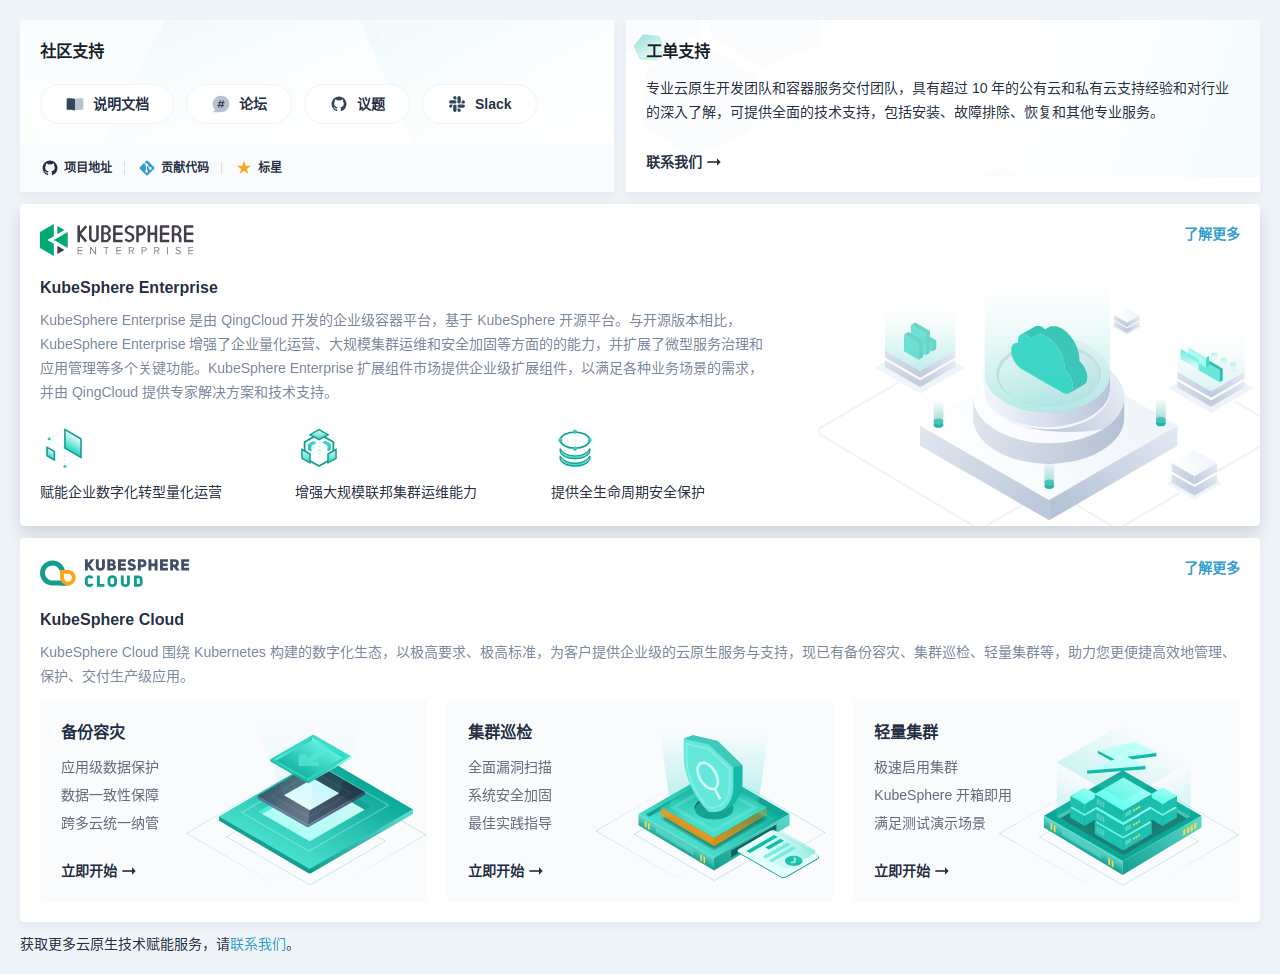 社区支持
说明文档
论坛
议题
Slack
项目地址
贡献代码
标星
工单支持
专业云原生开发团队和容器服务交付团队，具有超过 10 年的公有云和私有云支持经验和对行业
的深入了解，可提供全面的技术支持，包括安装、故障排除、恢复和其他专业服务。
联系我们
KUBESPHERE
ENTERPRISE
了解更多
KubeSphere Enterprise
KubeSphere Enterprise 是由 QingCloud 开发的企业级容器平台，基于 KubeSphere 开源平台。与开源版本相比，
KubeSphere Enterprise 增强了企业量化运营、大规模集群运维和安全加固等方面的的能力，并扩展了微型服务治理和
应用管理等多个关键功能。KubeSphere Enterprise 扩展组件市场提供企业级扩展组件，以满足各种业务场景的需求，
并由 QingCloud 提供专家解决方案和技术支持。
赋能企业数字化转型量化运营
增强大规模联邦集群运维能力
提供全生命周期安全保护
KUBESPHERE
CLOUD
了解更多
KubeSphere Cloud
KubeSphere Cloud 围绕 Kubernetes 构建的数字化生态，以极高要求、极高标准，为客户提供企业级的云原生服务与支持，现已有备份容灾、集群巡检、轻量集群等，助力您更便捷高效地管理、
保护、交付生产级应用。
备份容灾
应用级数据保护
数据一致性保障
跨多云统一纳管
立即开始
集群巡检
全面漏洞扫描
系统安全加固
最佳实践指导
立即开始
轻量集群
极速启用集群
KubeSphere 开箱即用
满足测试演示场景
立即开始
获取更多云原生技术赋能服务，请联系我们。